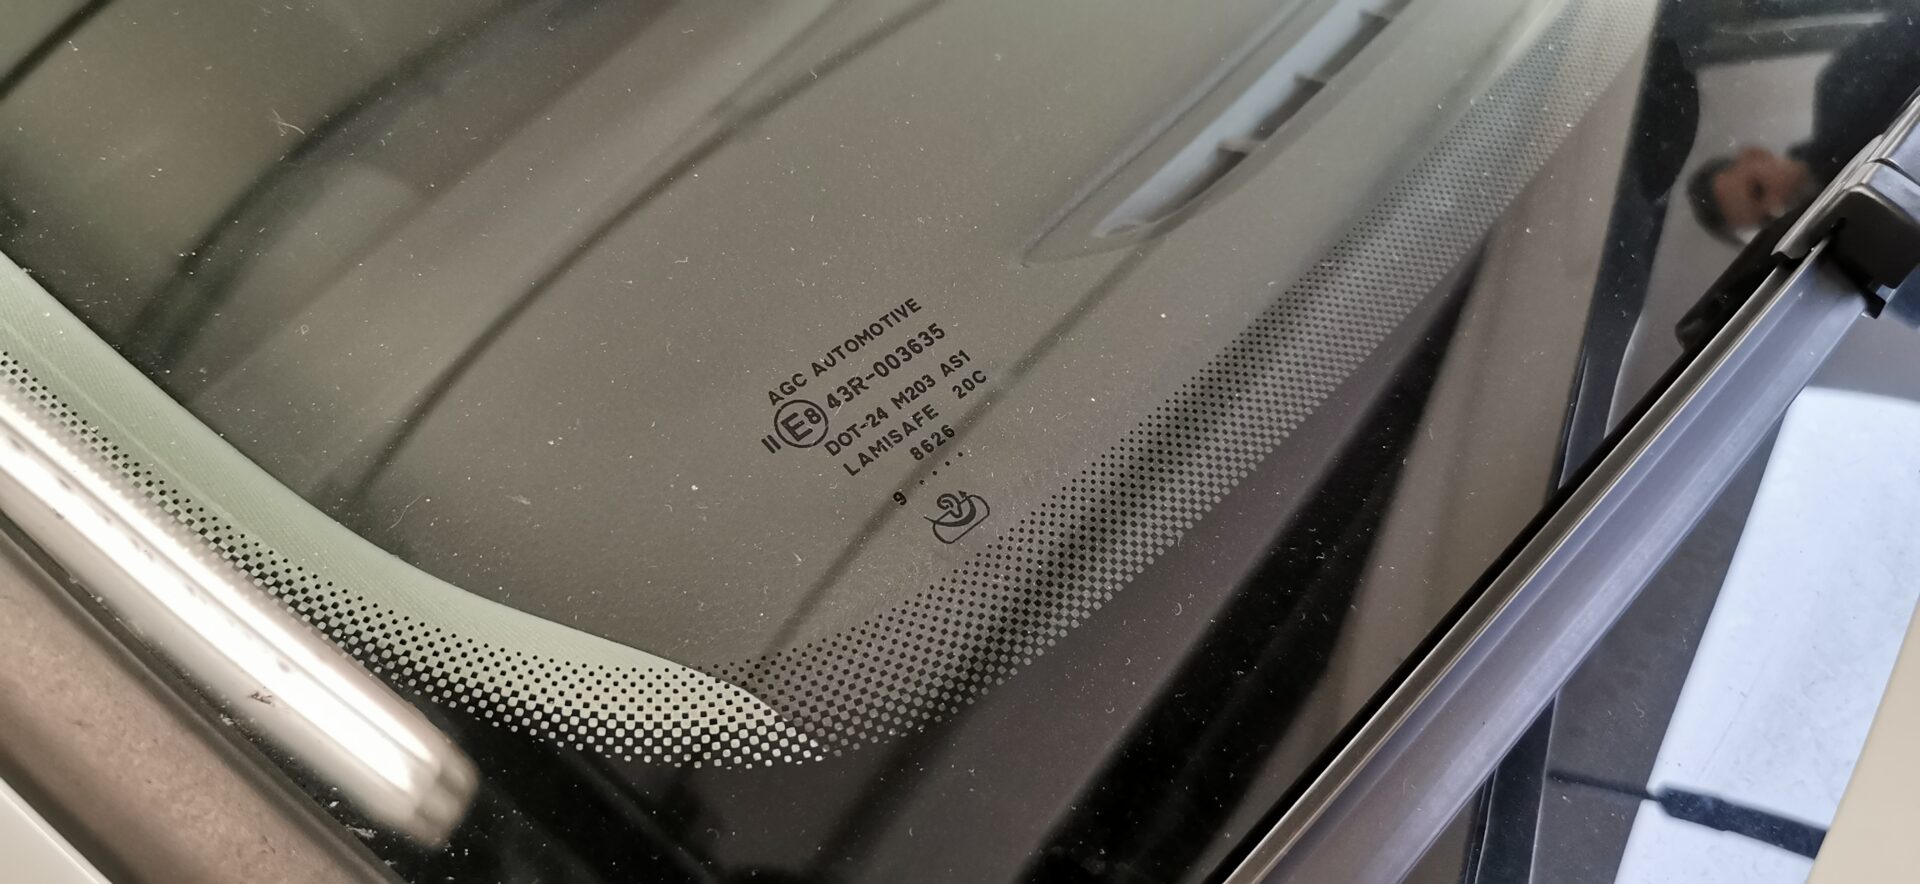 AGC AUTOMOTIVE
II E8 43R-003635
DOT-24 M203 AS1
LAMISAFE 20C
8626
9 .....